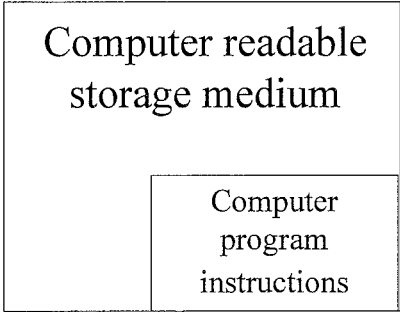 Computer readable
storage medium
Computer
program
instructions